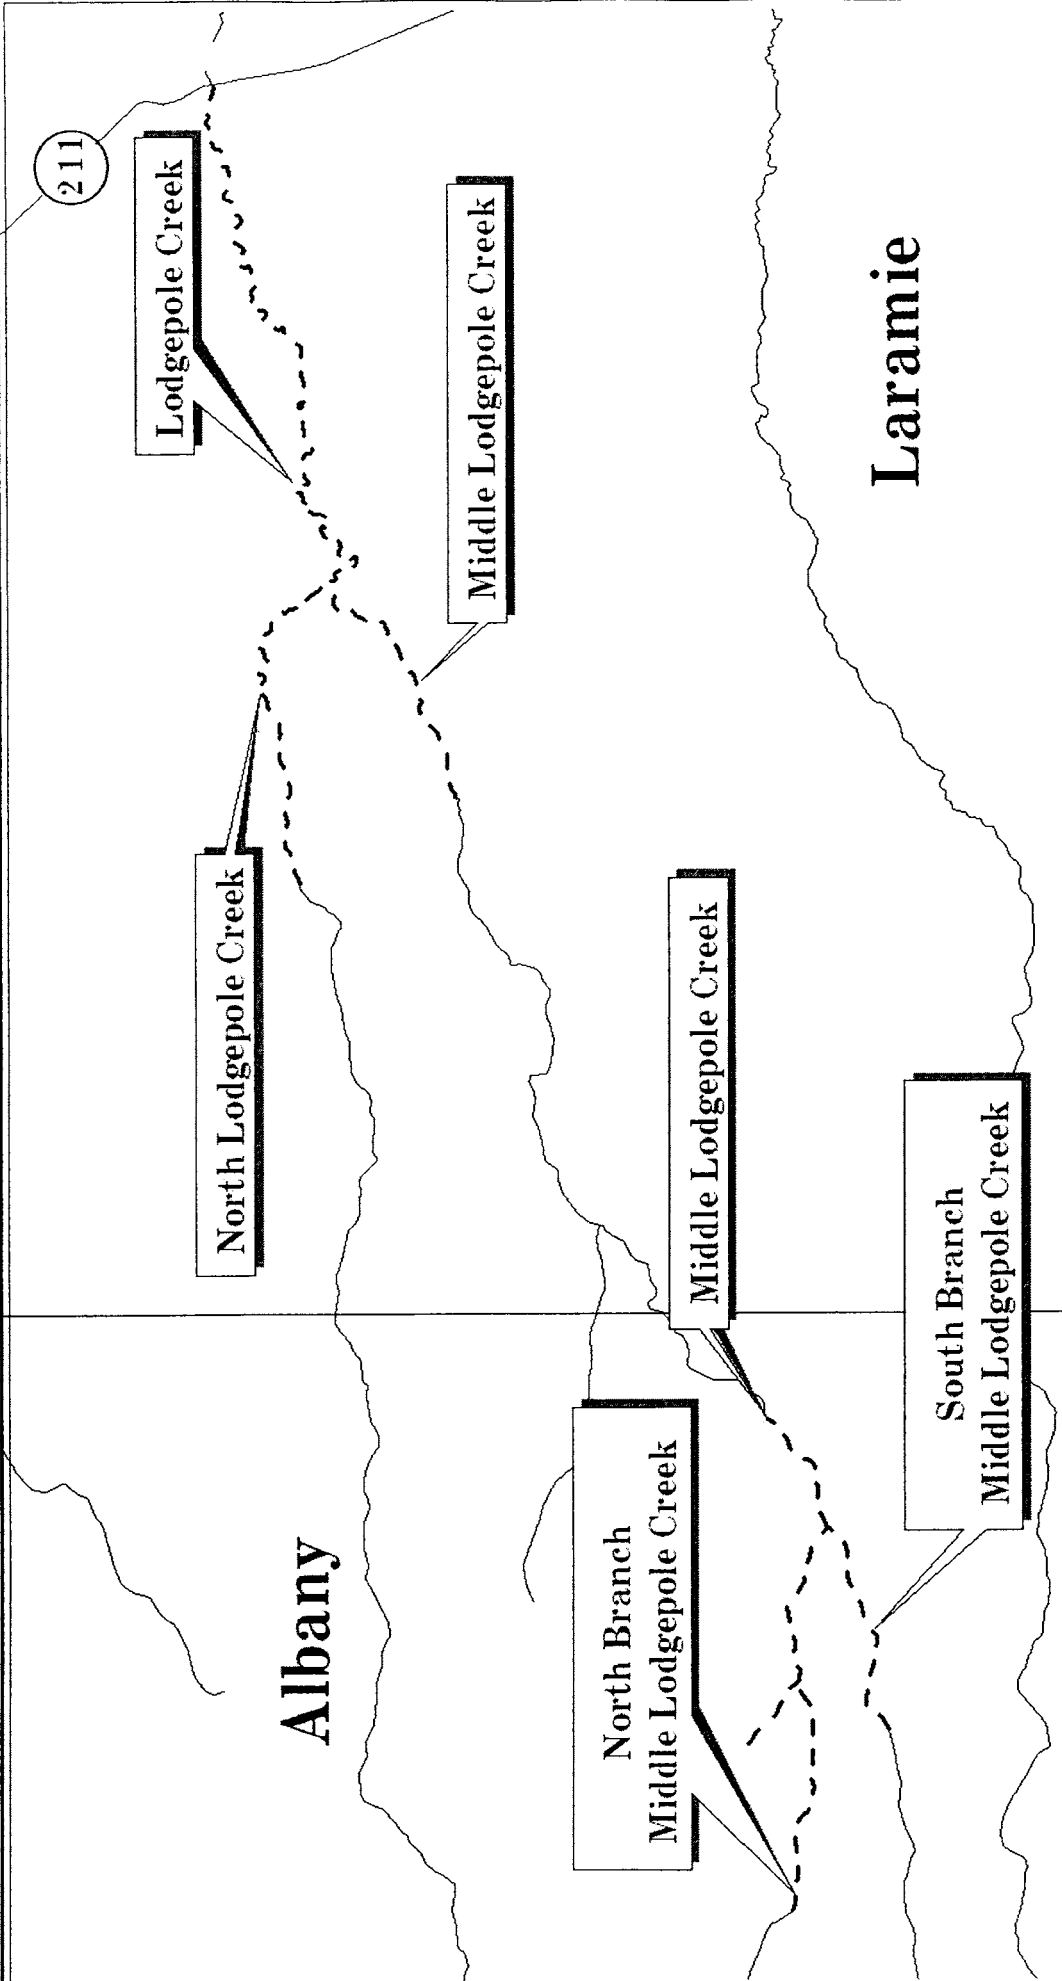 211
Lodgepole Creek
Middle Lodgepole Creek
North Lodgepole Creek
Laramie
Middle Lodgepole Creek
South Branch
Middle Lodgepole Creek
Albany
North Branch
Middle Lodgepole Creek